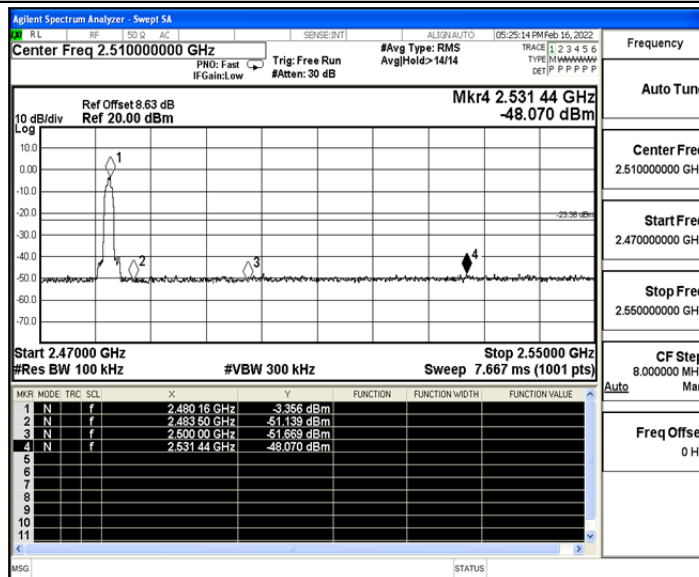 Agilent Spectrum Analyzer - Swept SA
RL RF 50 Ω AC SENSE:INT ALIGN AUTO 05:25:14 PM Feb 16, 2022
Center Freq 2.510000000 GHz
PNO: Fast
IFGain:Low
Trig: Free Run
#Atten: 30 dB
#Avg Type: RMS
Avg|Hold:>14/14
TRACE 1 2 3 4 5 6
TYPE M WWWWW
DET P P P P P P
Frequency
Auto Tune
Center Freq
2.510000000 GH
Start Freq
2.470000000 GH
Stop Freq
2.550000000 GH
CF Step
8.000000 MH
Auto Man
Freq Offset
0 H
Ref Offset 8.63 dB
10 dB/div Ref 20.00 dBm
Mkr4 2.531 44 GHz
-48.070 dBm
Log
10.0
0.00
-10.0
-20.0
-30.0
-40.0
-50.0
-60.0
-70.0
1
2
3
4
-23.36 dBm
Start 2.47000 GHz Stop 2.55000 GHz
#Res BW 100 kHz #VBW 300 kHz Sweep 7.667 ms (1001 pts)
MKR MODE TRC SCL X Y FUNCTION FUNCTION WIDTH FUNCTION VALUE
1 N f 2.480 16 GHz -3.356 dBm
2 N f 2.483 50 GHz -51.139 dBm
3 N f 2.500 00 GHz -51.669 dBm
4 N f 2.531 44 GHz -48.070 dBm
5
6
7
8
9
10
11
MSG STATUS